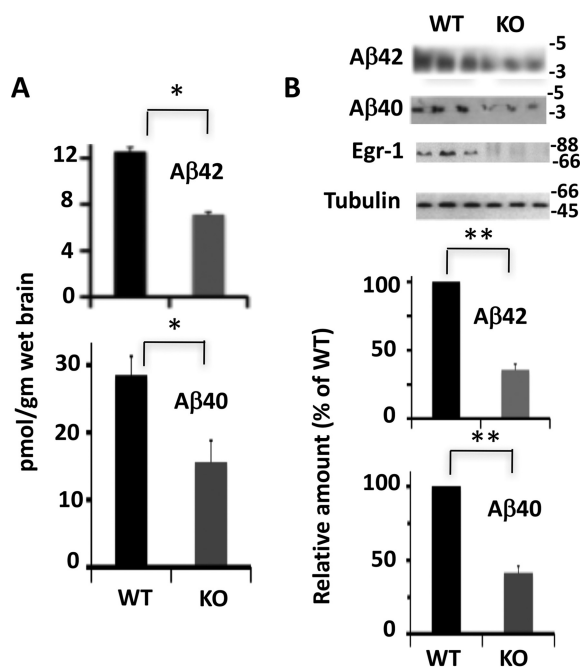 A
pmol/gm wet brain
*
Aβ42
12
8
4
0
*
Aβ40
30
20
10
0
WT KO
B
WT KO
Aβ42
-5
-3
Aβ40
-5
-3
Egr-1
-88
-66
Tubulin
-66
-45
Relative amount (% of WT)
**
Aβ42
100
50
25
0
**
Aβ40
100
50
0
WT KO